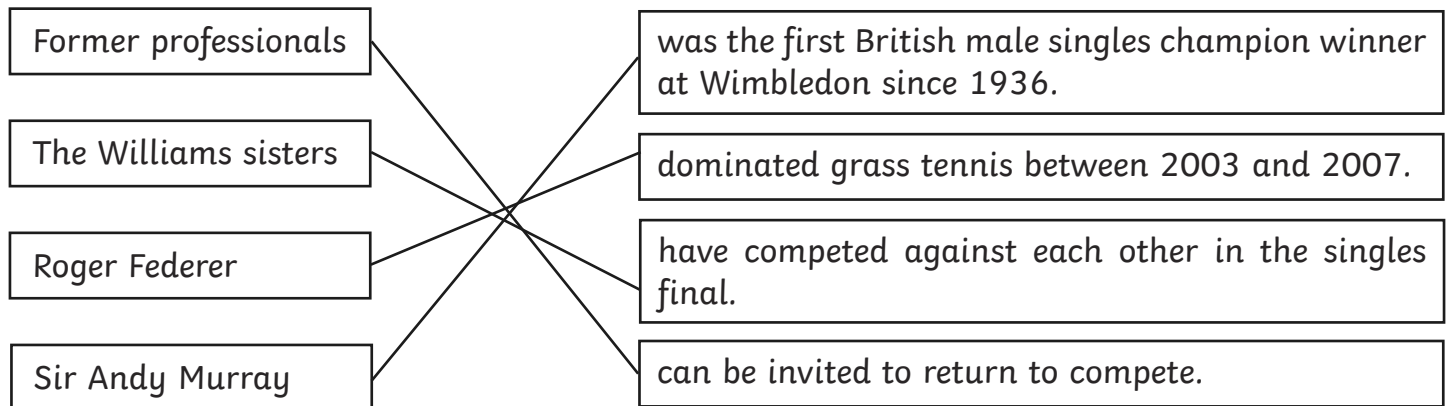 Former professionals
The Williams sisters
Roger Federer
Sir Andy Murray
was the first British male singles champion winner
at Wimbledon since 1936.
dominated grass tennis between 2003 and 2007.
have competed against each other in the singles
final.
can be invited to return to compete.